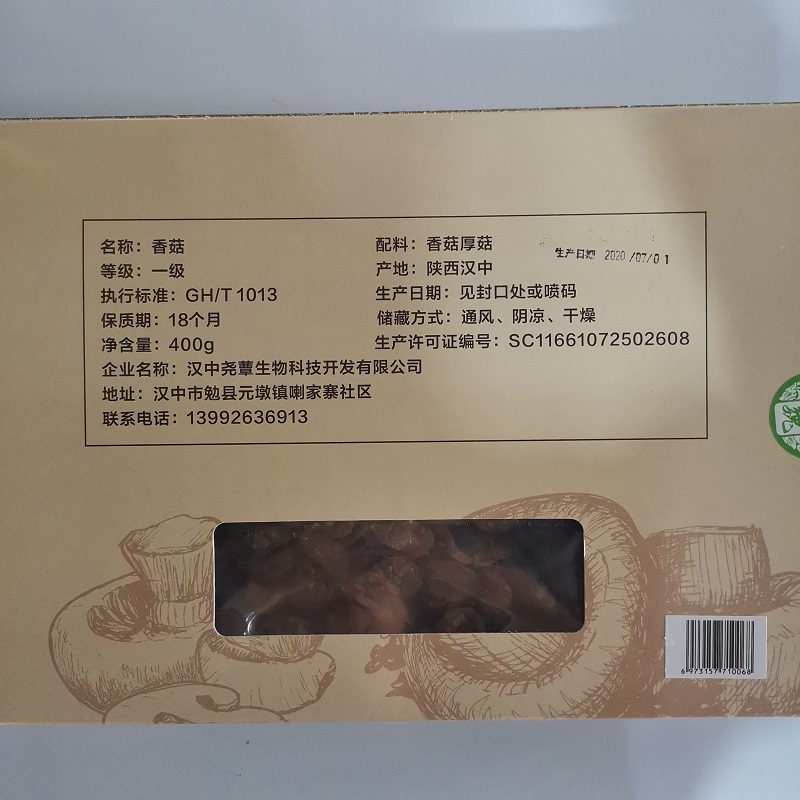 名称：香菇
等级：一级
执行标准：GH/T 1013
保质期：18个月
净含量：400g
企业名称：汉中尧蕈生物科技开发有限公司
地址：汉中市勉县元墩镇喇家寨社区
联系电话：13992636913
配料：香菇厚菇
产地：陕西汉中
生产日期：见封口处或喷码
储藏方式：通风、阴凉、干燥
生产许可证编号：SC11661072502608
生产日期 2020/07/01
6973157710068